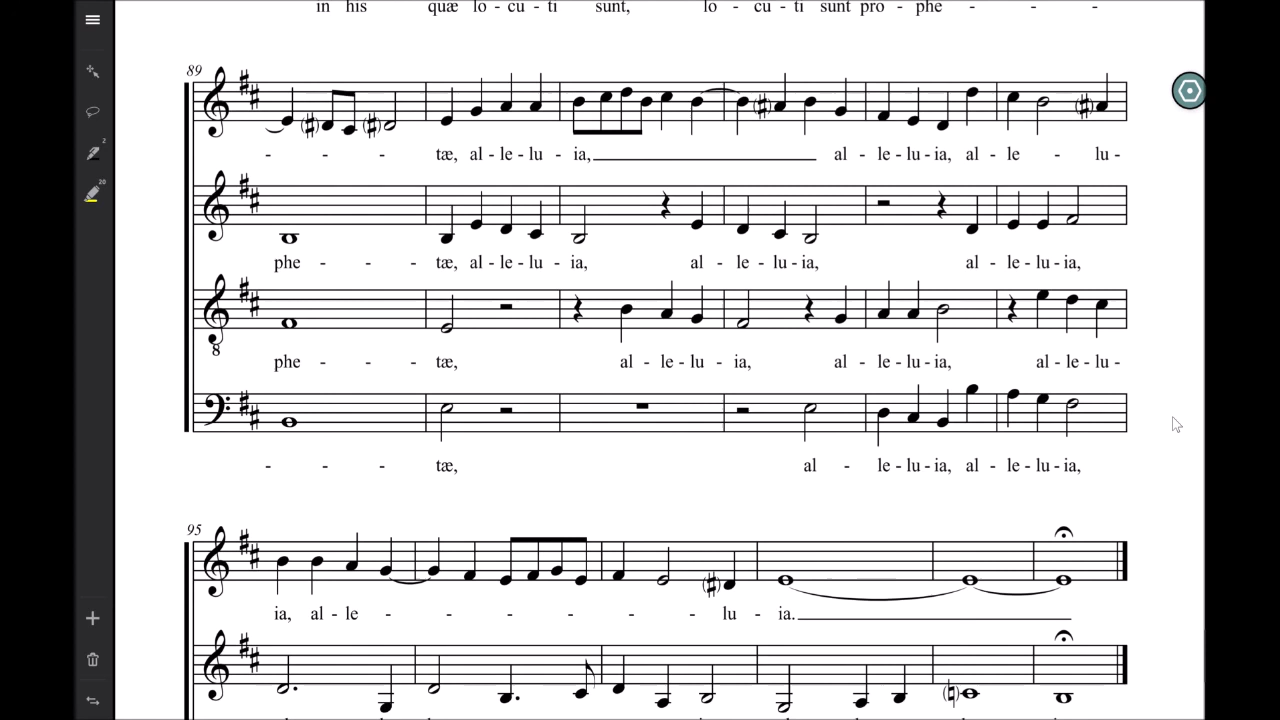 in his quæ lo - cu - ti sunt, lo - cu - ti sunt pro - phe - - -
89
- - - tæ, al - le - lu - ia, al - le - lu - ia, al - le - lu -
phe - - - tæ, al - le - lu - ia, al - le - lu - ia, al - le - lu - ia,
8
phe - - - tæ, al - le - lu - ia, al - le - lu - ia, al - le - lu -
- - - tæ, al - le - lu - ia, al - le - lu - ia,
95
ia, al - le - - - - - - lu - ia.
2
20